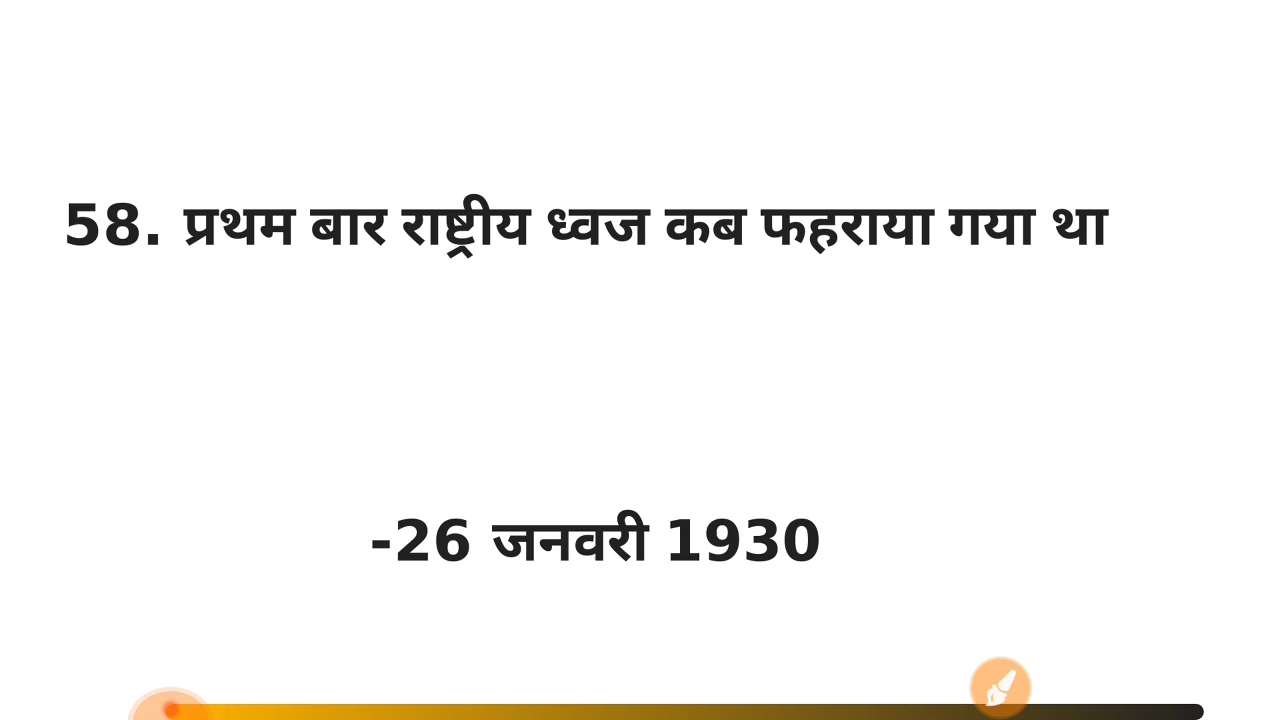 58. प्रथम बार राष्ट्रीय ध्वज कब फहराया गया था
-26 जनवरी 1930